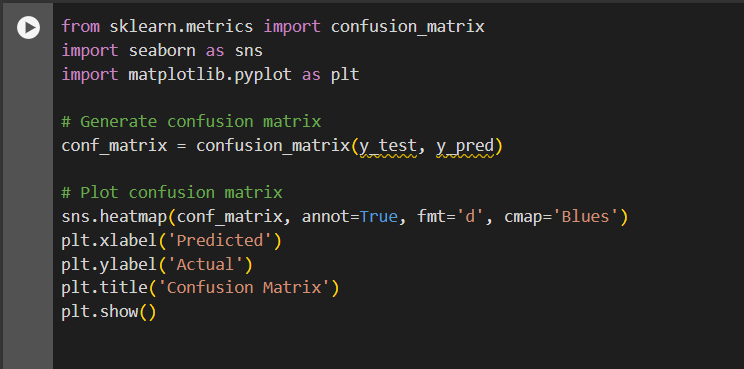 from sklearn.metrics import confusion_matrix
import seaborn as sns
import matplotlib.pyplot as plt
# Generate confusion matrix
conf_matrix = confusion_matrix(y_test, y_pred)
# Plot confusion matrix
sns.heatmap(conf_matrix, annot=True, fmt='d', cmap='Blues')
plt.xlabel('Predicted')
plt.ylabel('Actual')
plt.title('Confusion Matrix')
plt.show()